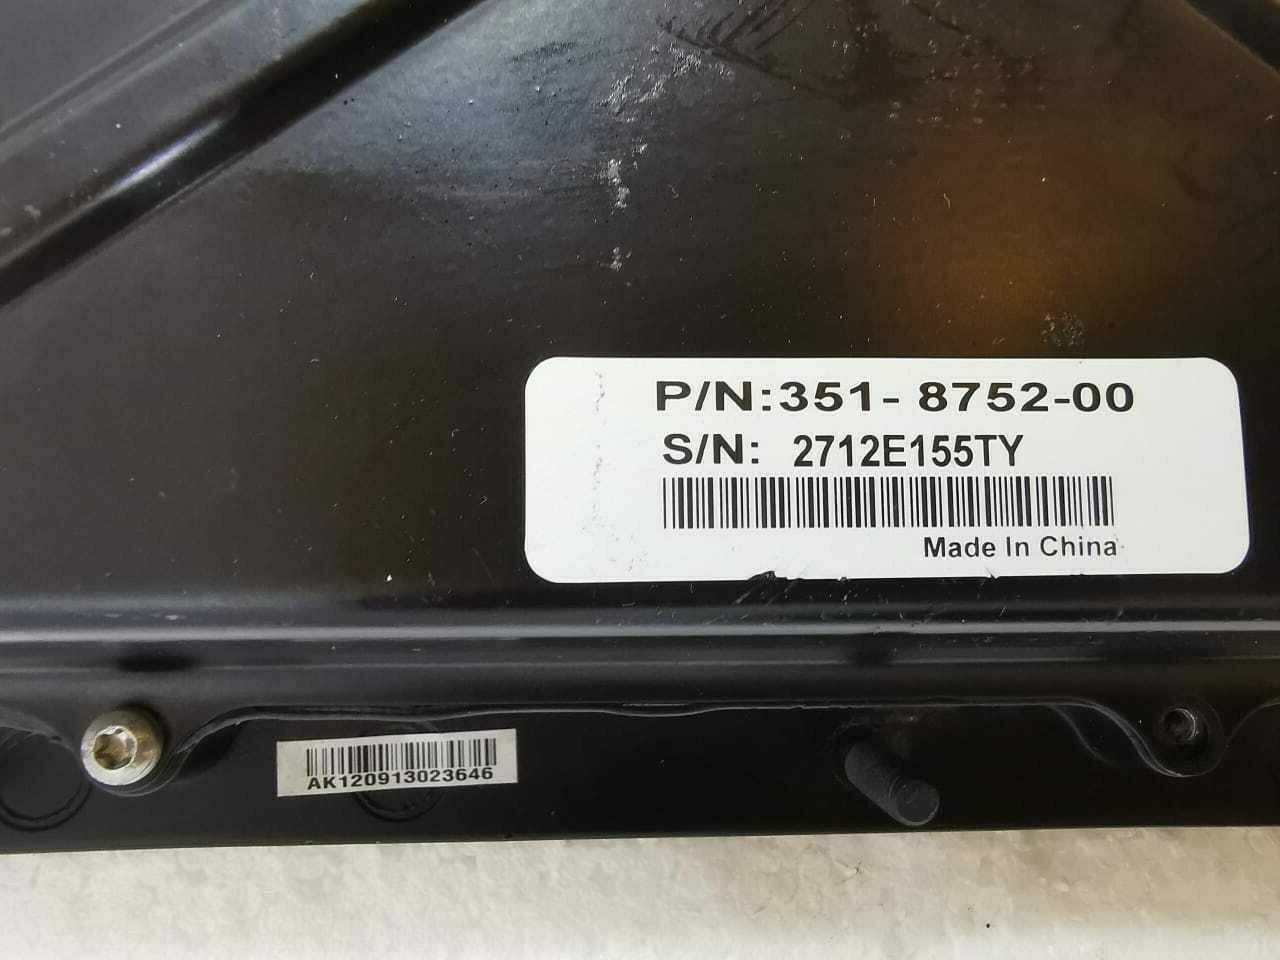 P/N:351- 8752-00
S/N: 2712E155TY
Made In China
AK120913023646